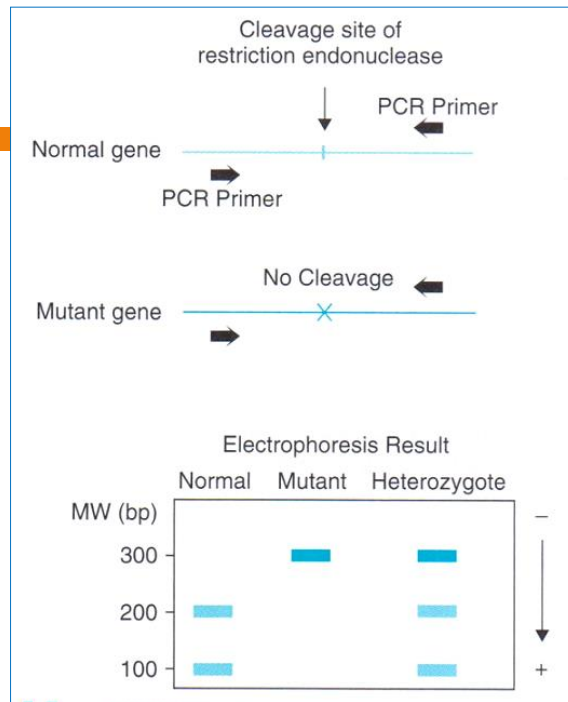 Cleavage site of
restriction endonuclease
PCR Primer
Normal gene
PCR Primer
No Cleavage
Mutant gene
Electrophoresis Result
Normal Mutant Heterozygote
MW (bp)
−
300
200
100
+